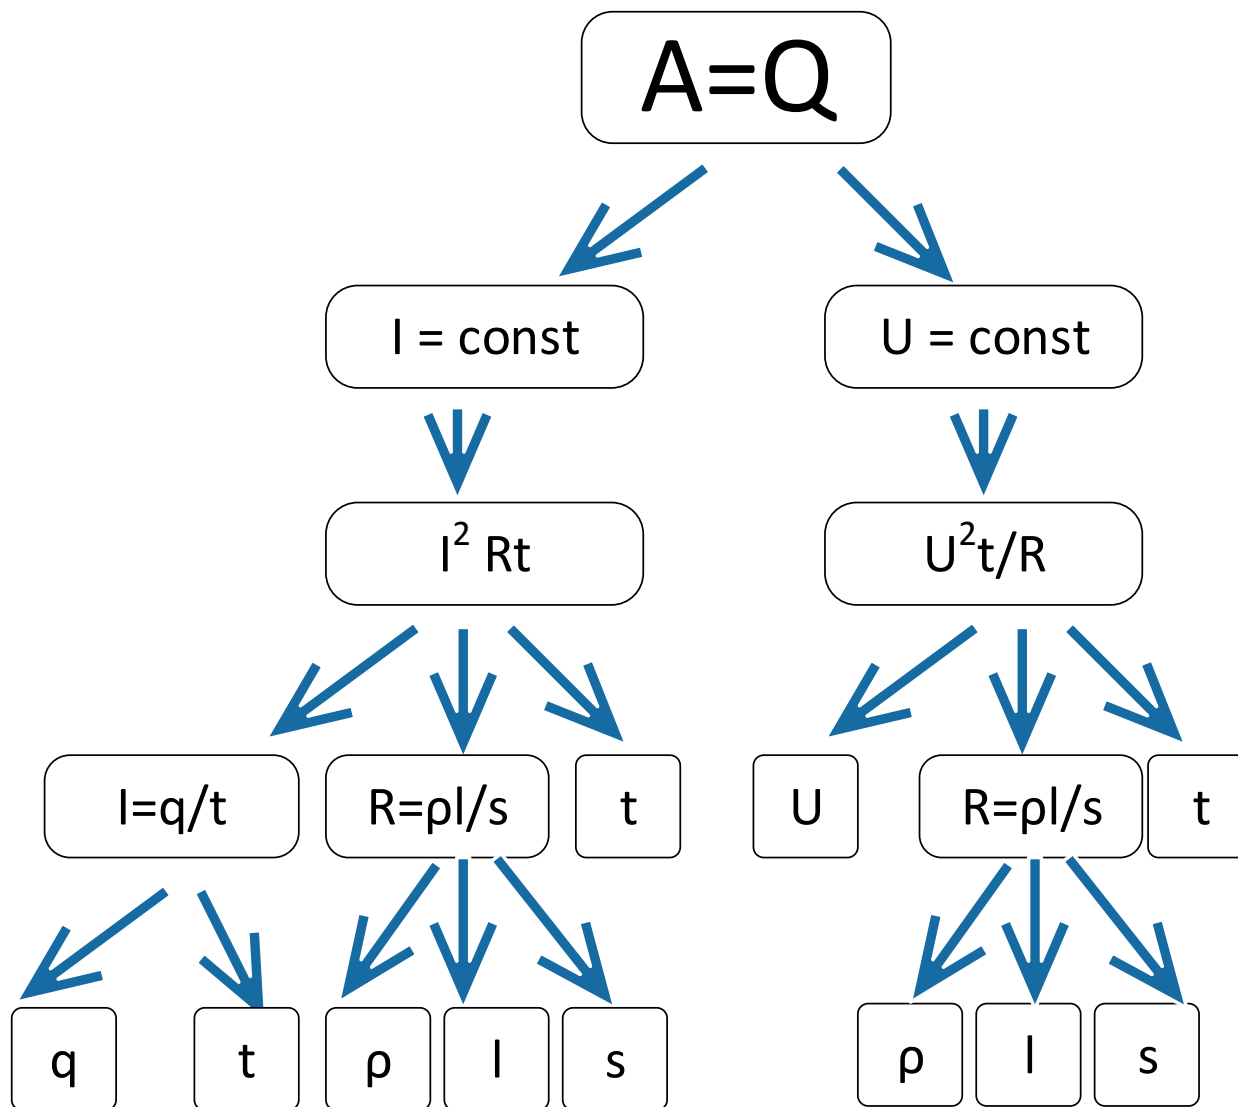 A=Q
I = const
U = const
I² Rt
U²t/R
I=q/t
R=ρl/s
t
U
R=ρl/s
t
q
t
ρ
l
s
ρ
l
s